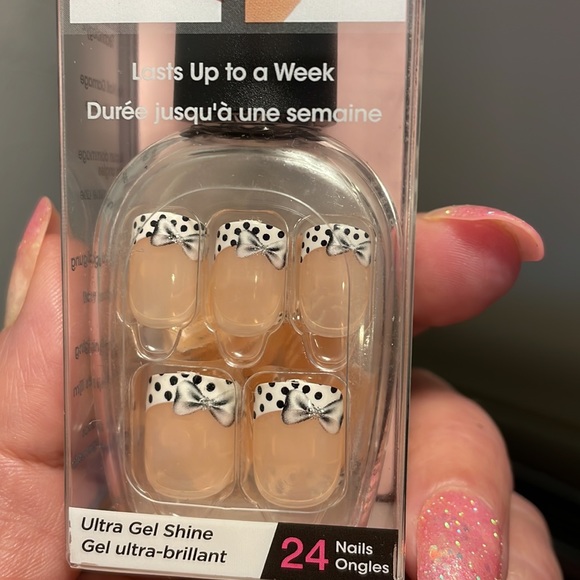 Lasts Up to a Week
Durée jusqu'à une semaine
Ultra Gel Shine
Gel ultra-brillant
24 Nails
Ongles